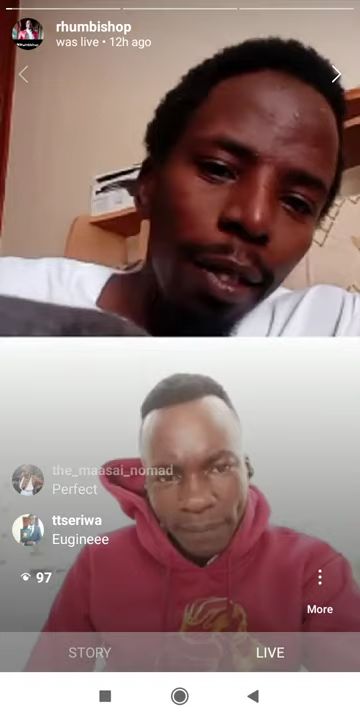 rhumbishop
was live • 12h ago
the_maasai_nomad
Perfect
ttseriwa
Eugineee
97
More
STORY
LIVE